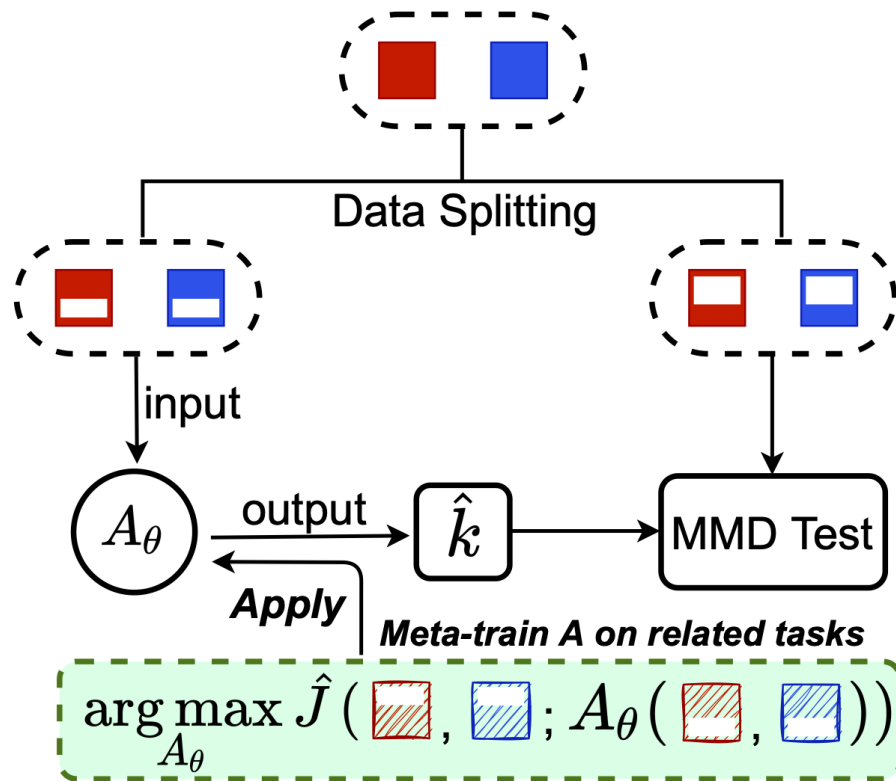 Data Splitting
input
A_θ
output
k̂
MMD Test
Apply
Meta-train A on related tasks
arg max Ĵ ( , ; A_θ ( , ) )
A_θ